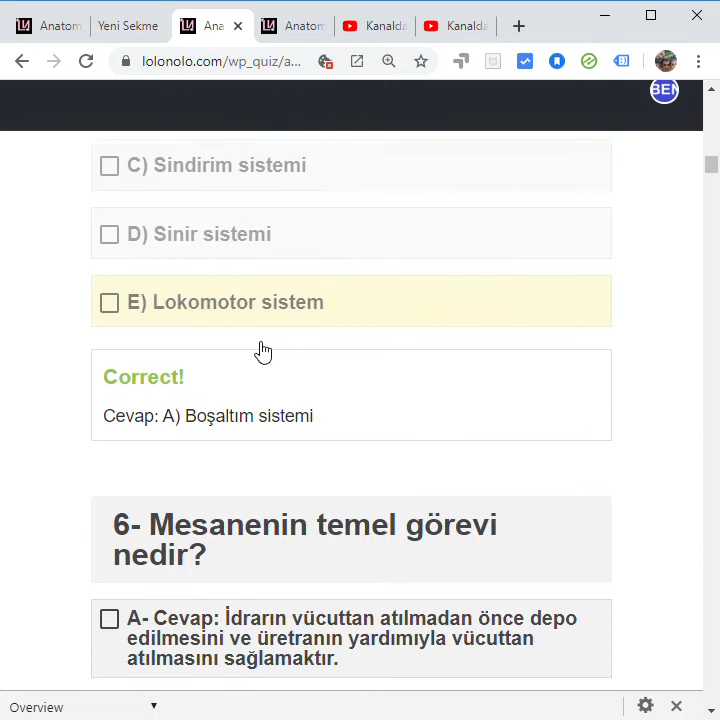 Anatom
Yeni Sekme
Ana
Anatom
Kanalda
Kanalda
lolonolo.com/wp_quiz/a...
BEN
C) Sindirim sistemi
D) Sinir sistemi
E) Lokomotor sistem
Correct!
Cevap: A) Boşaltım sistemi
6- Mesanenin temel görevi
nedir?
A- Cevap: İdrarın vücuttan atılmadan önce depo
edilmesini ve üretranın yardımıyla vücuttan
atılmasını sağlamaktır.
Overview